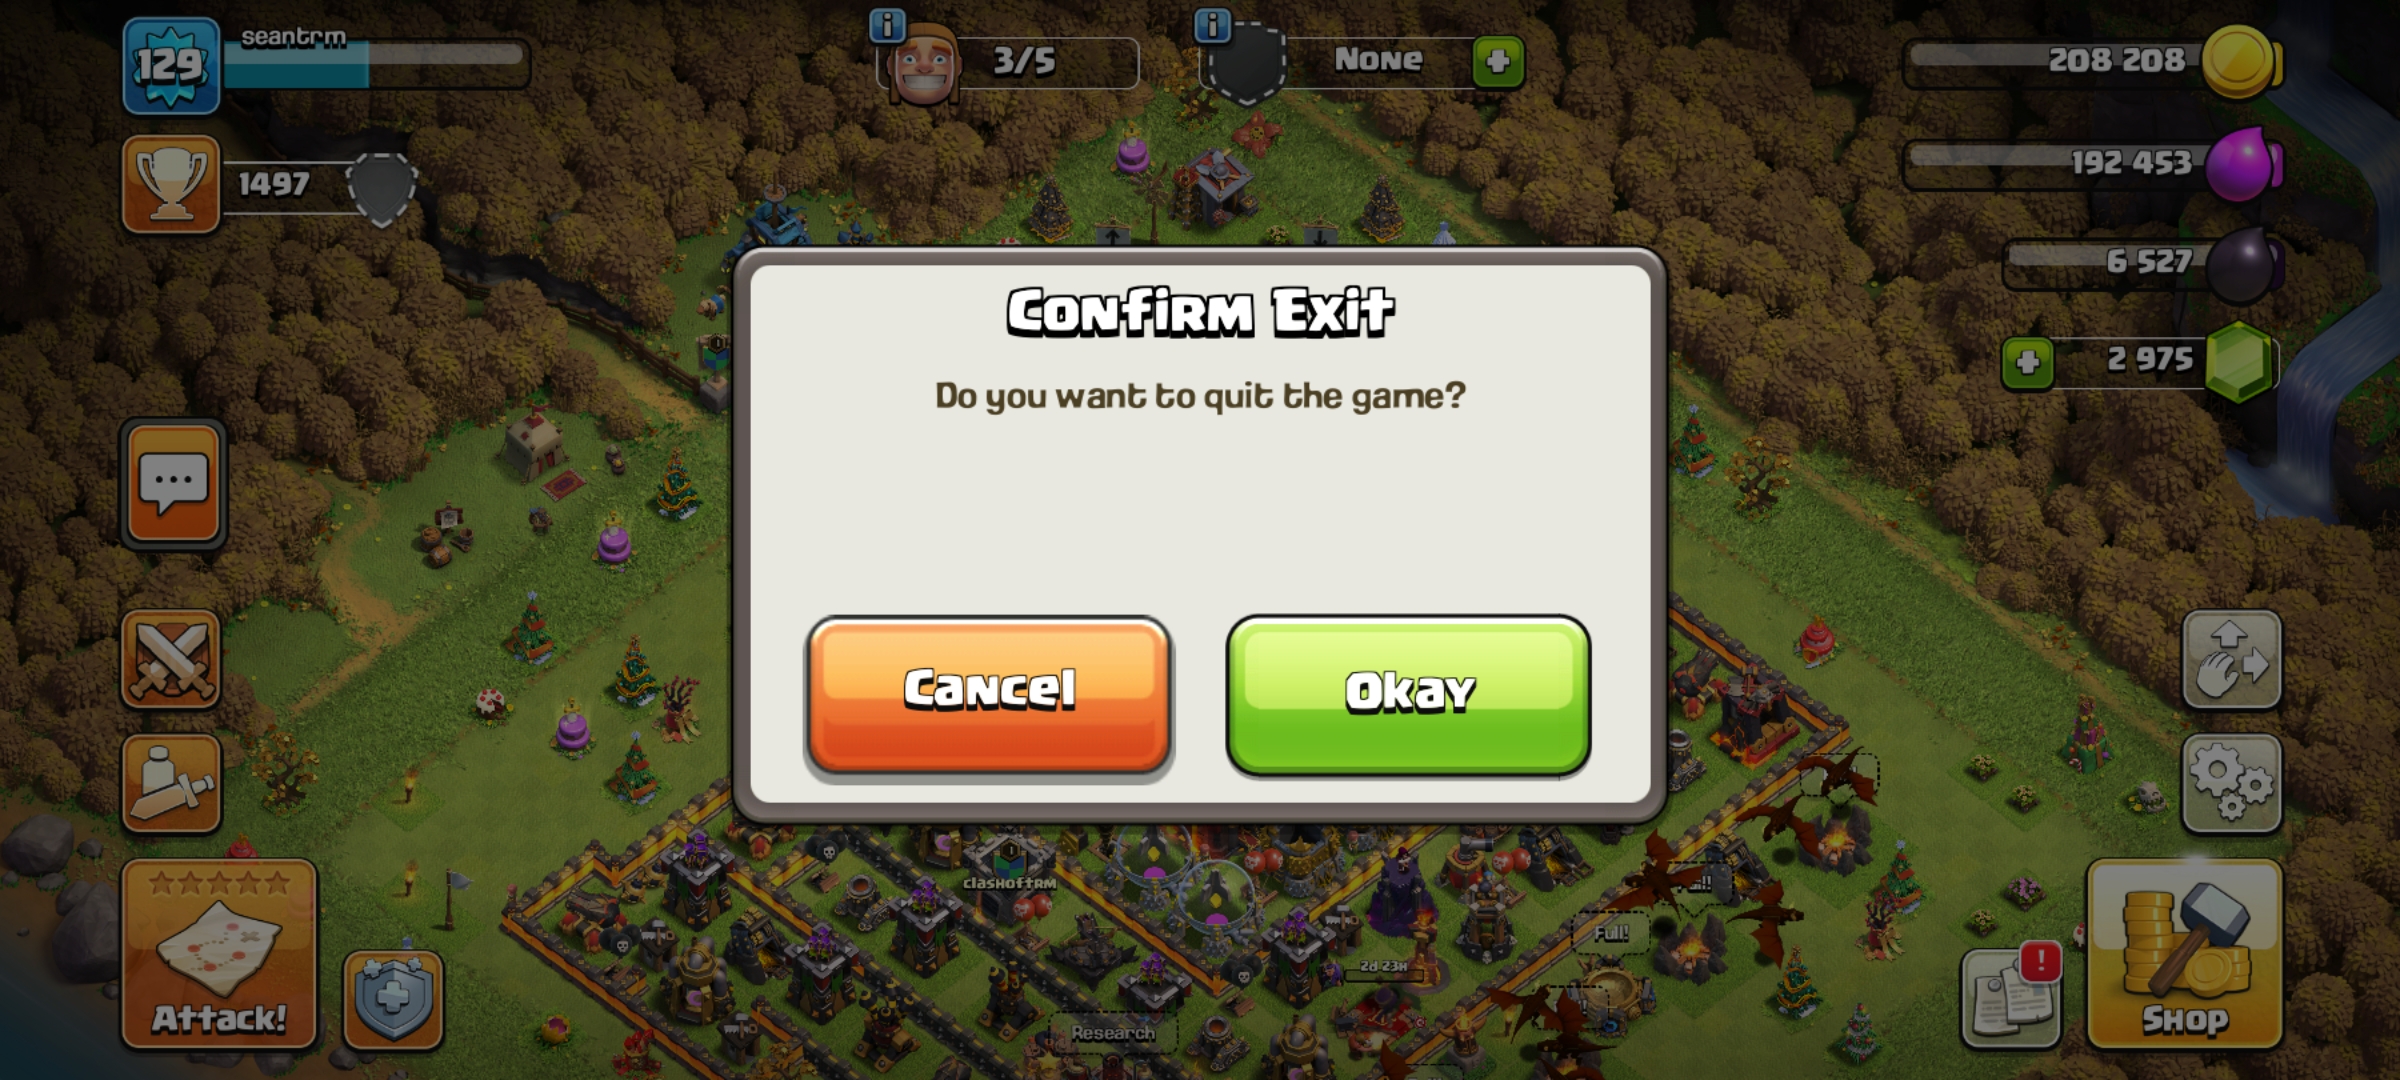 129
seantrm
3/5
None
208 208
1497
192 453
6 527
2 975
Confirm Exit
Do you want to quit the game?
Cancel
Okay
clashoftRM
Full!
2d 23H
Research
Attack!
!
Shop